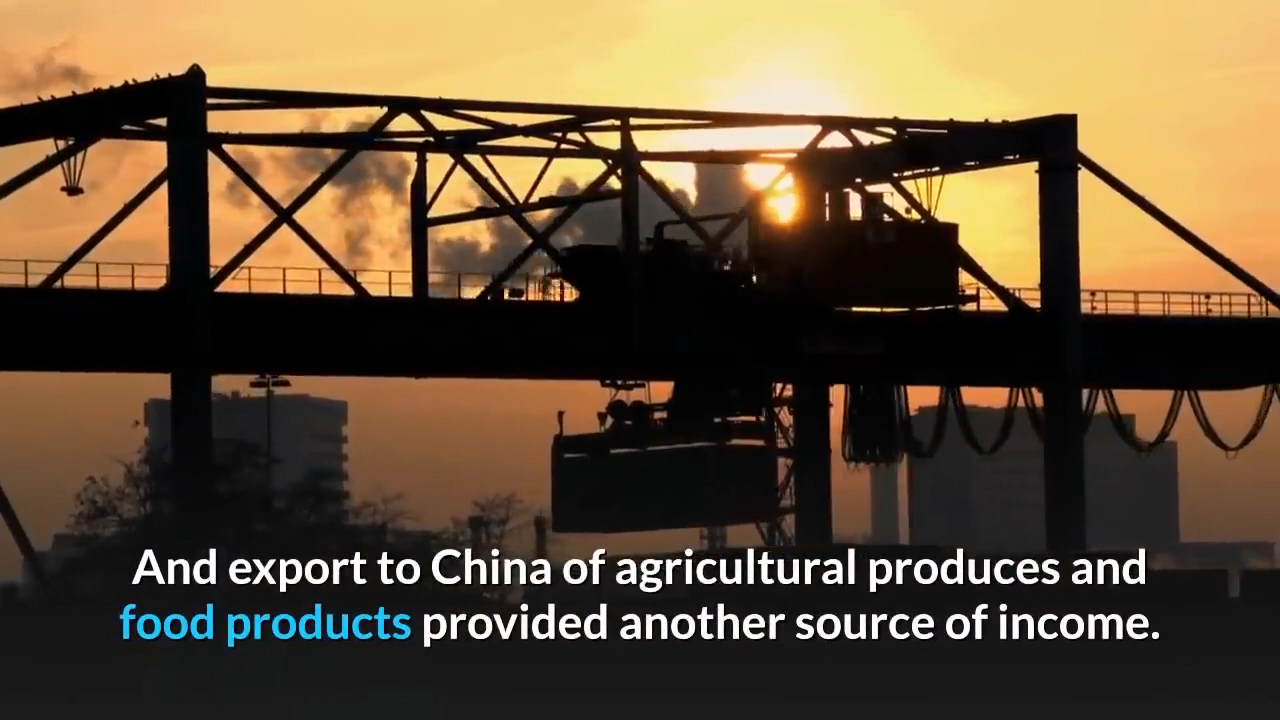 And export to China of agricultural produces and
food products provided another source of income.